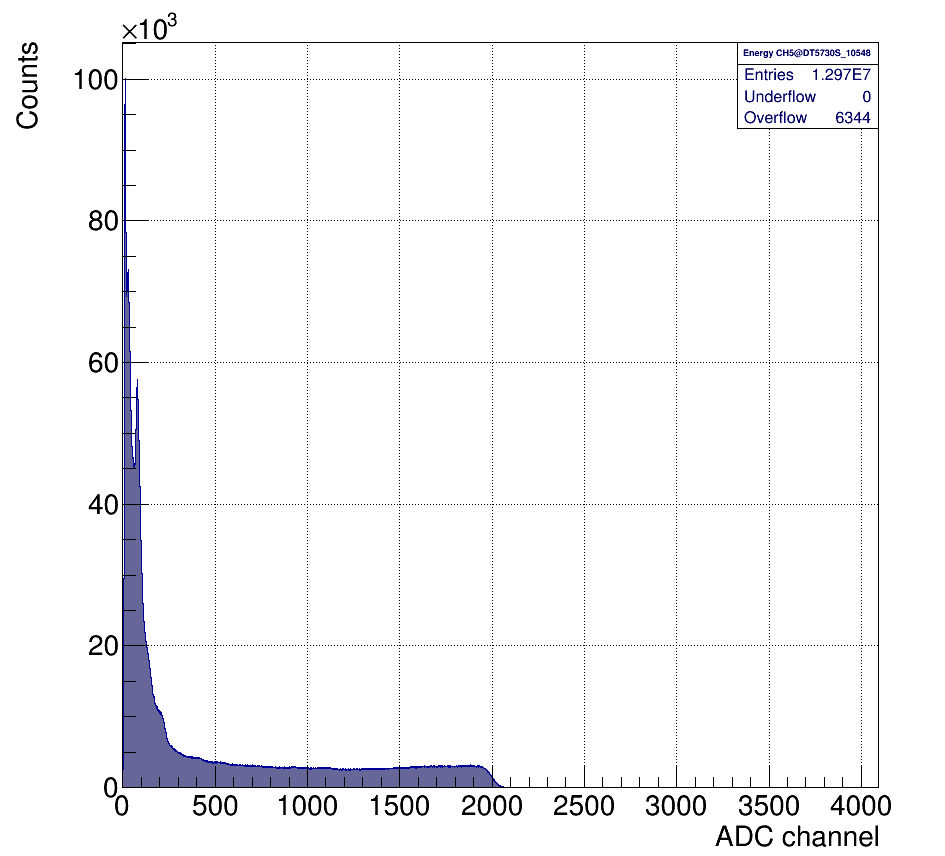 ×10³
Counts
Energy CH5@DT5730S_10548
Entries 1.297E7
Underflow 0
Overflow 6344
100
80
60
40
20
0
0 500 1000 1500 2000 2500 3000 3500 4000
ADC channel